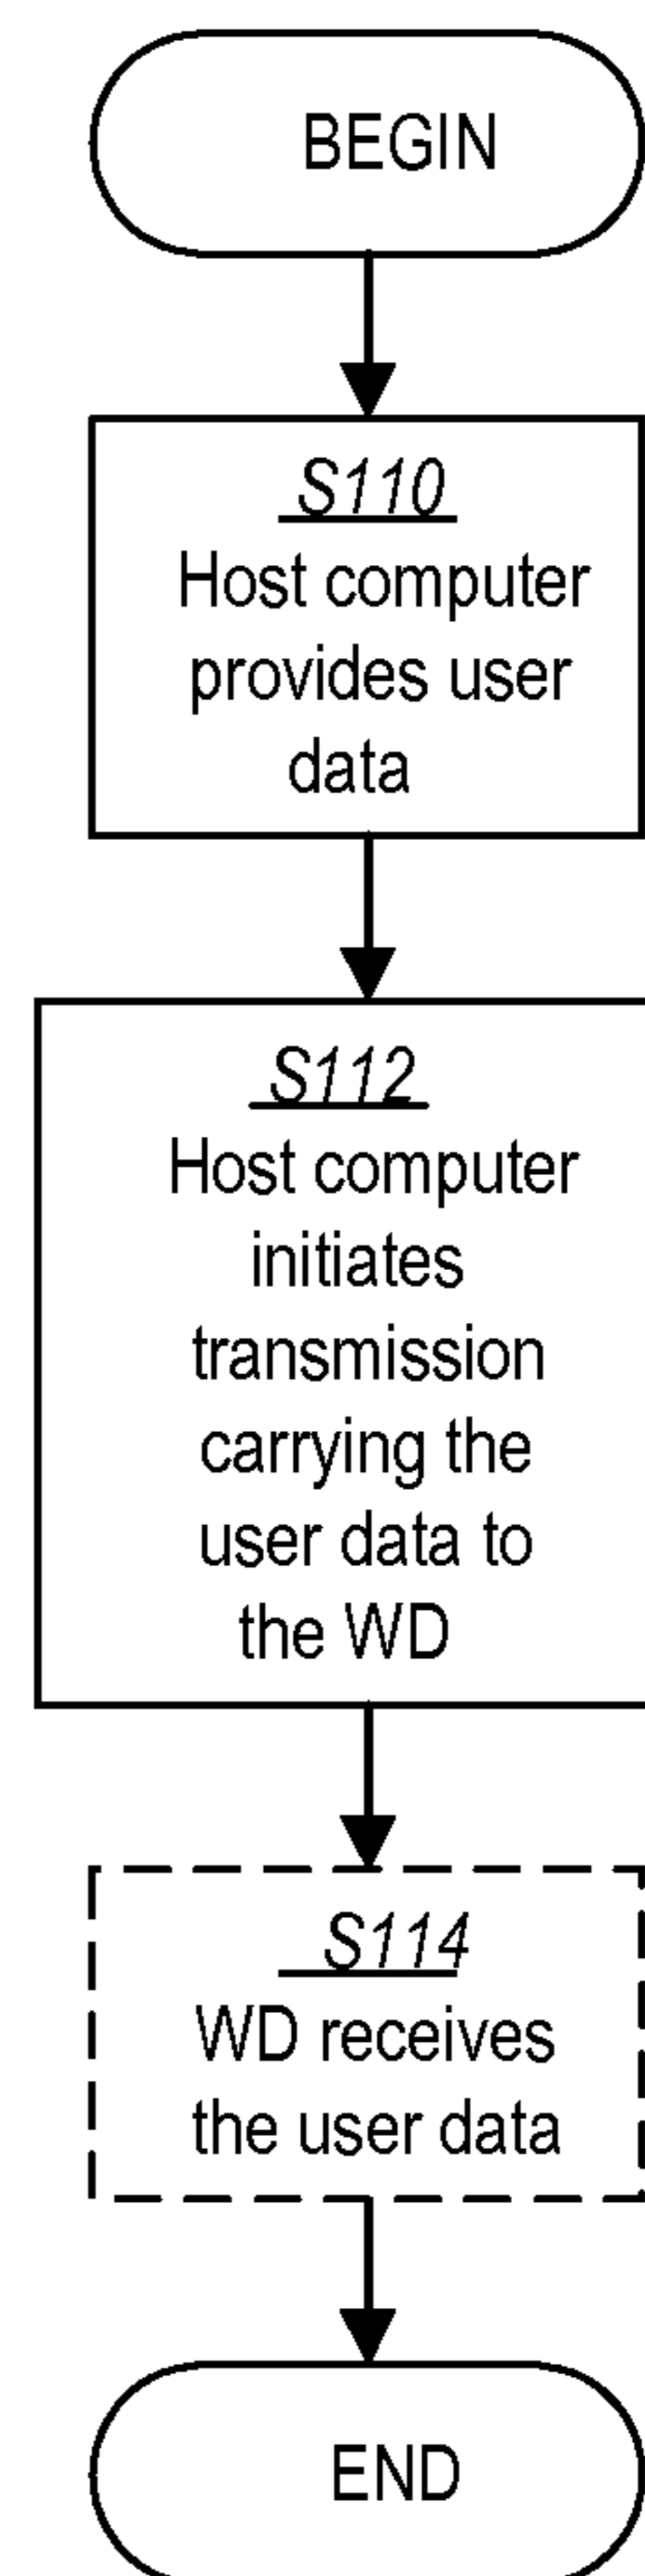 BEGIN
S110
Host computer
provides user
data
S112
Host computer
initiates
transmission
carrying the
user data to
the WD
S114
WD receives
the user data
END